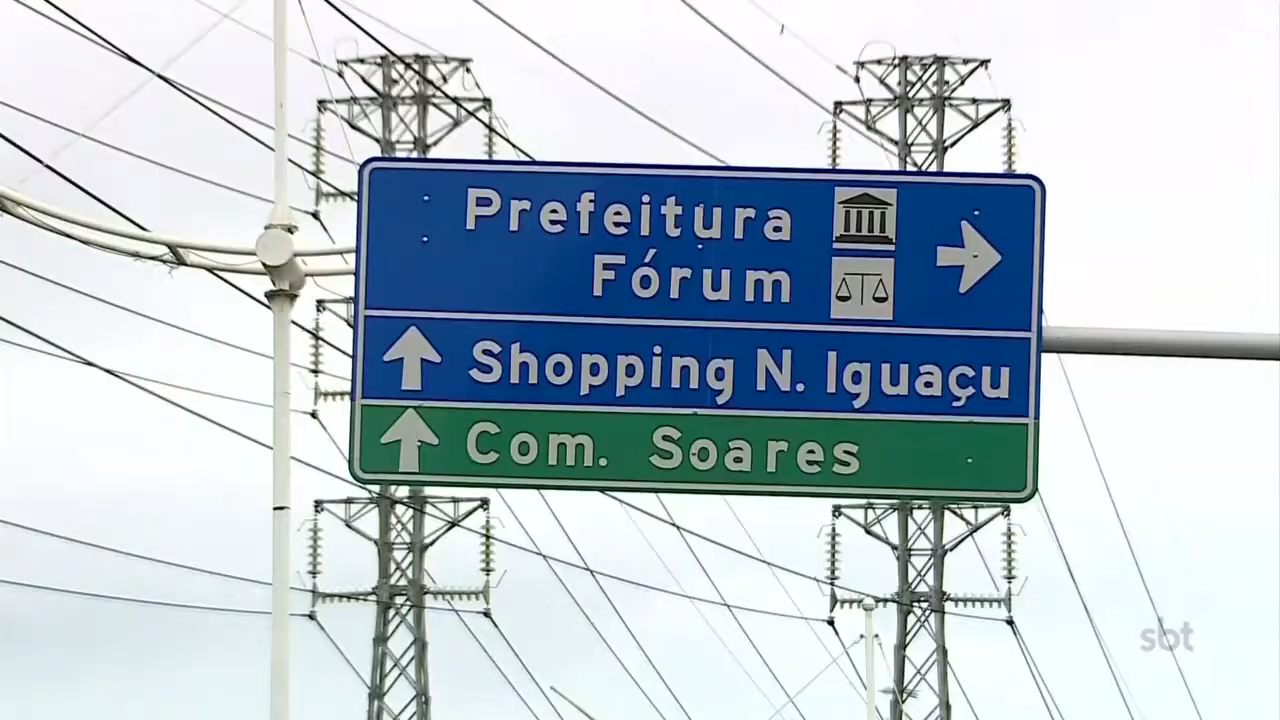 Prefeitura
Fórum
Shopping N. Iguaçu
Com. Soares
sbt